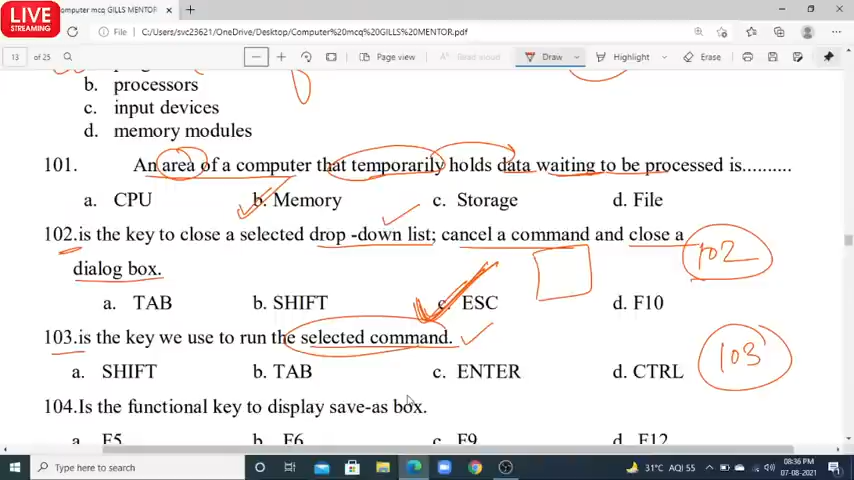 LIVE
STREAMING
Computer mcq GILLS MENTOR.pdf
File
C:/Users/svc23621/OneDrive/Desktop/Computer%20mcq%20GILLS%20MENTOR.pdf
13 of 25
Page view
Read aloud
Draw
Highlight
Erase
b. processors
c. input devices
d. memory modules
101. An area of a computer that temporarily holds data waiting to be processed is..........
a. CPU b. Memory c. Storage d. File
102.is the key to close a selected drop -down list; cancel a command and close a
102
dialog box.
a. TAB b. SHIFT c. ESC d. F10
103.is the key we use to run the selected command.
103
a. SHIFT b. TAB c. ENTER d. CTRL
104.Is the functional key to display save-as box.
a. F5 b. F6 c. F9 d. F12
Type here to search
31°C AQI 55
08:36 PM
07-08-2021